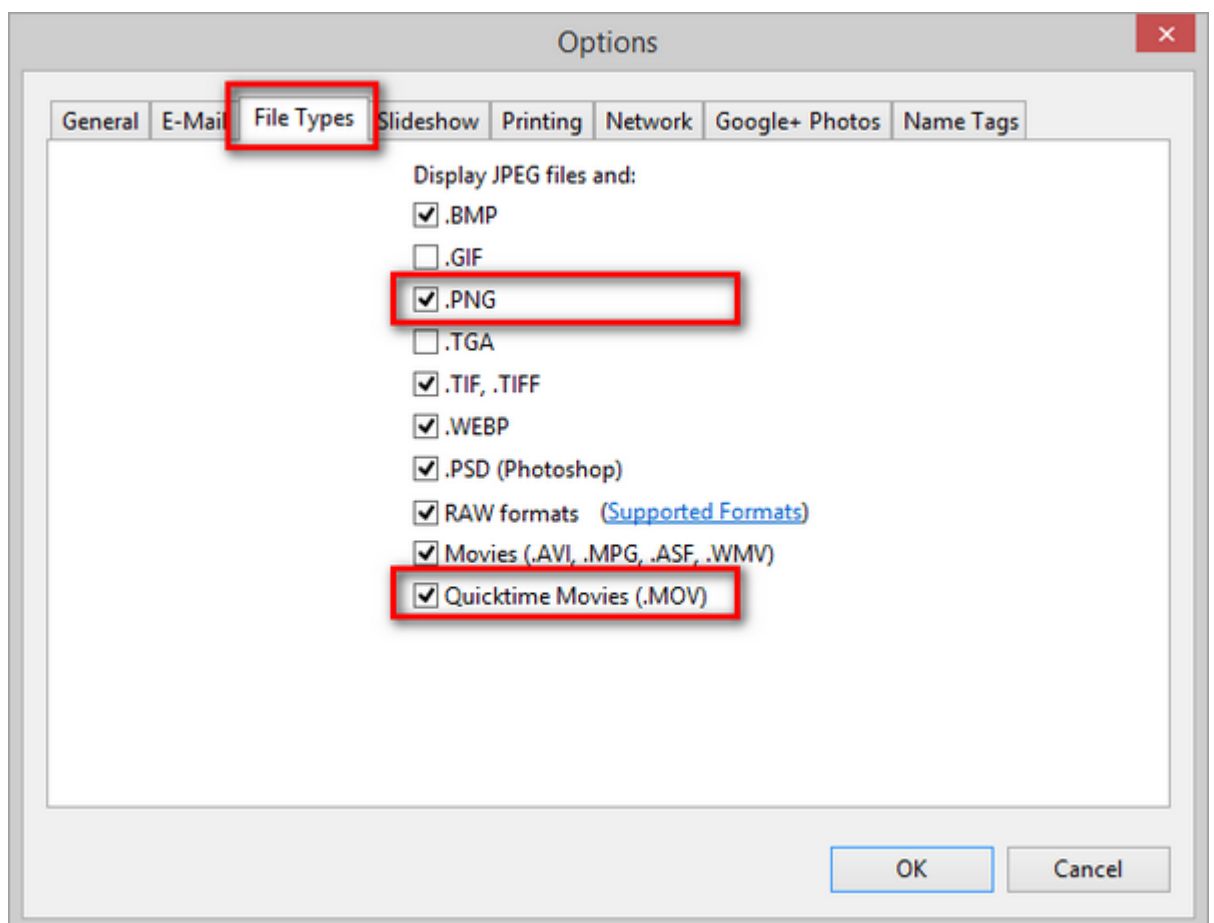 Options
General E-Mail File Types Slideshow Printing Network Google+ Photos Name Tags
Display JPEG files and:
.BMP
.GIF
.PNG
.TGA
.TIF, .TIFF
.WEBP
.PSD (Photoshop)
RAW formats (Supported Formats)
Movies (.AVI, .MPG, .ASF, .WMV)
Quicktime Movies (.MOV)
OK Cancel